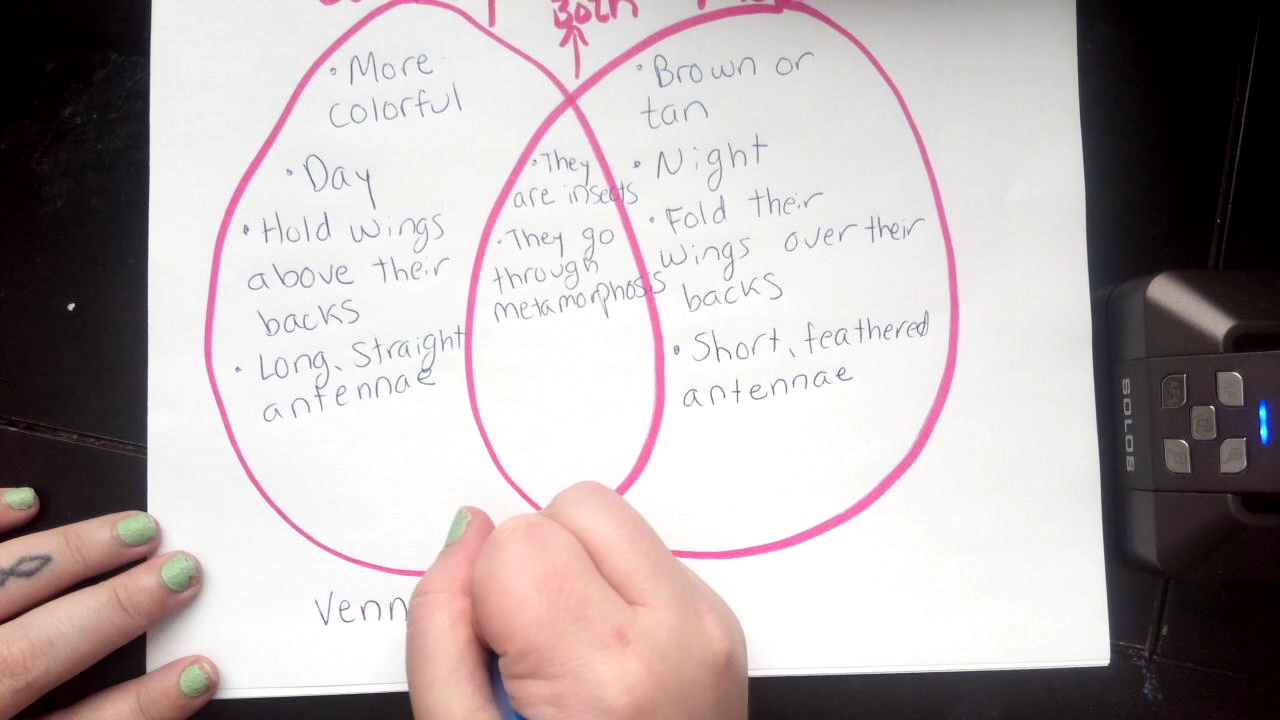 Both
• More
colorful
• Day
• Hold wings
above their
backs
• Long, Straight
antennae
• They
are insects
• They go
through
metamorphosis
• Brown or
tan
• Night
• Fold their
wings over their
backs
• Short, feathered
antennae
Venn
SOLO8